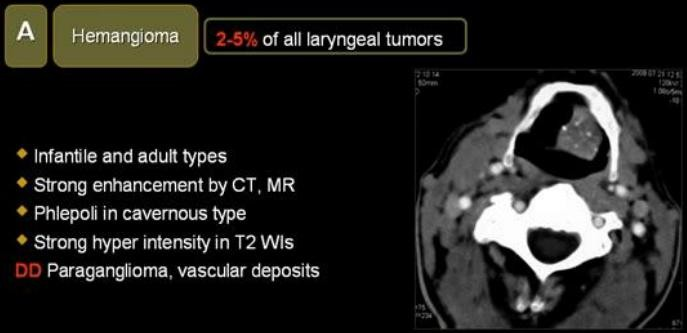 A
Hemangioma
2-5% of all laryngeal tumors
Infantile and adult types
Strong enhancement by CT, MR
Phlepoli in cavernous type
Strong hyper intensity in T2 WIs
DD Paraganglioma, vascular deposits